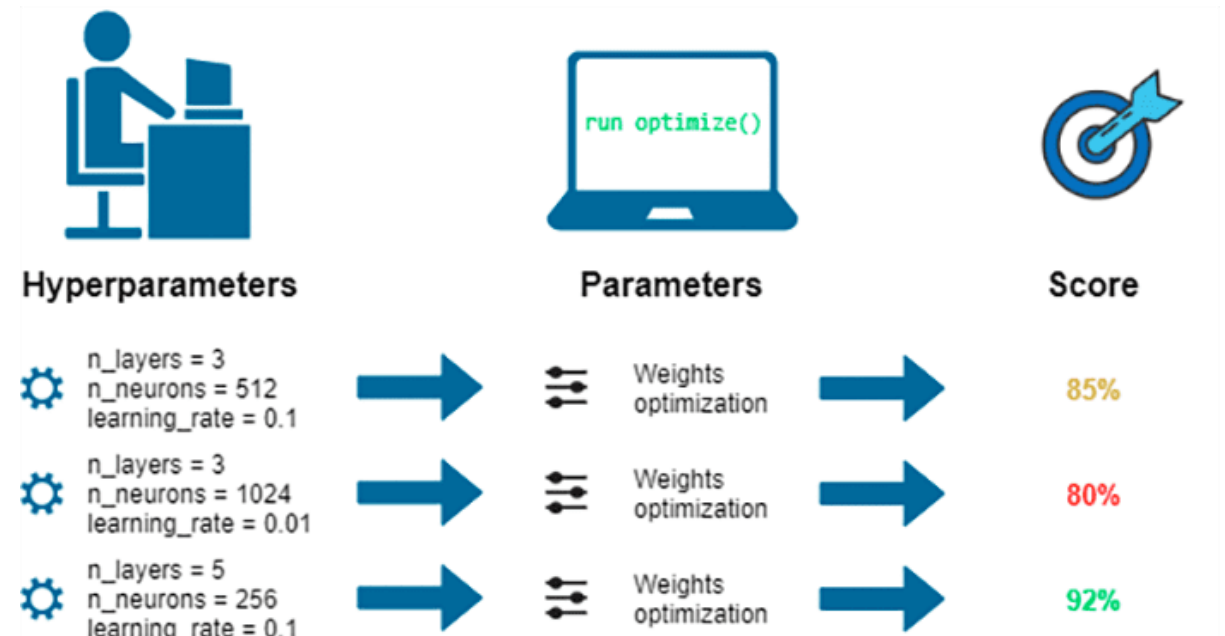 run optimize()
Hyperparameters
Parameters
Score
n_layers = 3
n_neurons = 512
learning_rate = 0.1
Weights
optimization
85%
n_layers = 3
n_neurons = 1024
learning_rate = 0.01
Weights
optimization
80%
n_layers = 5
n_neurons = 256
learning_rate = 0.1
Weights
optimization
92%